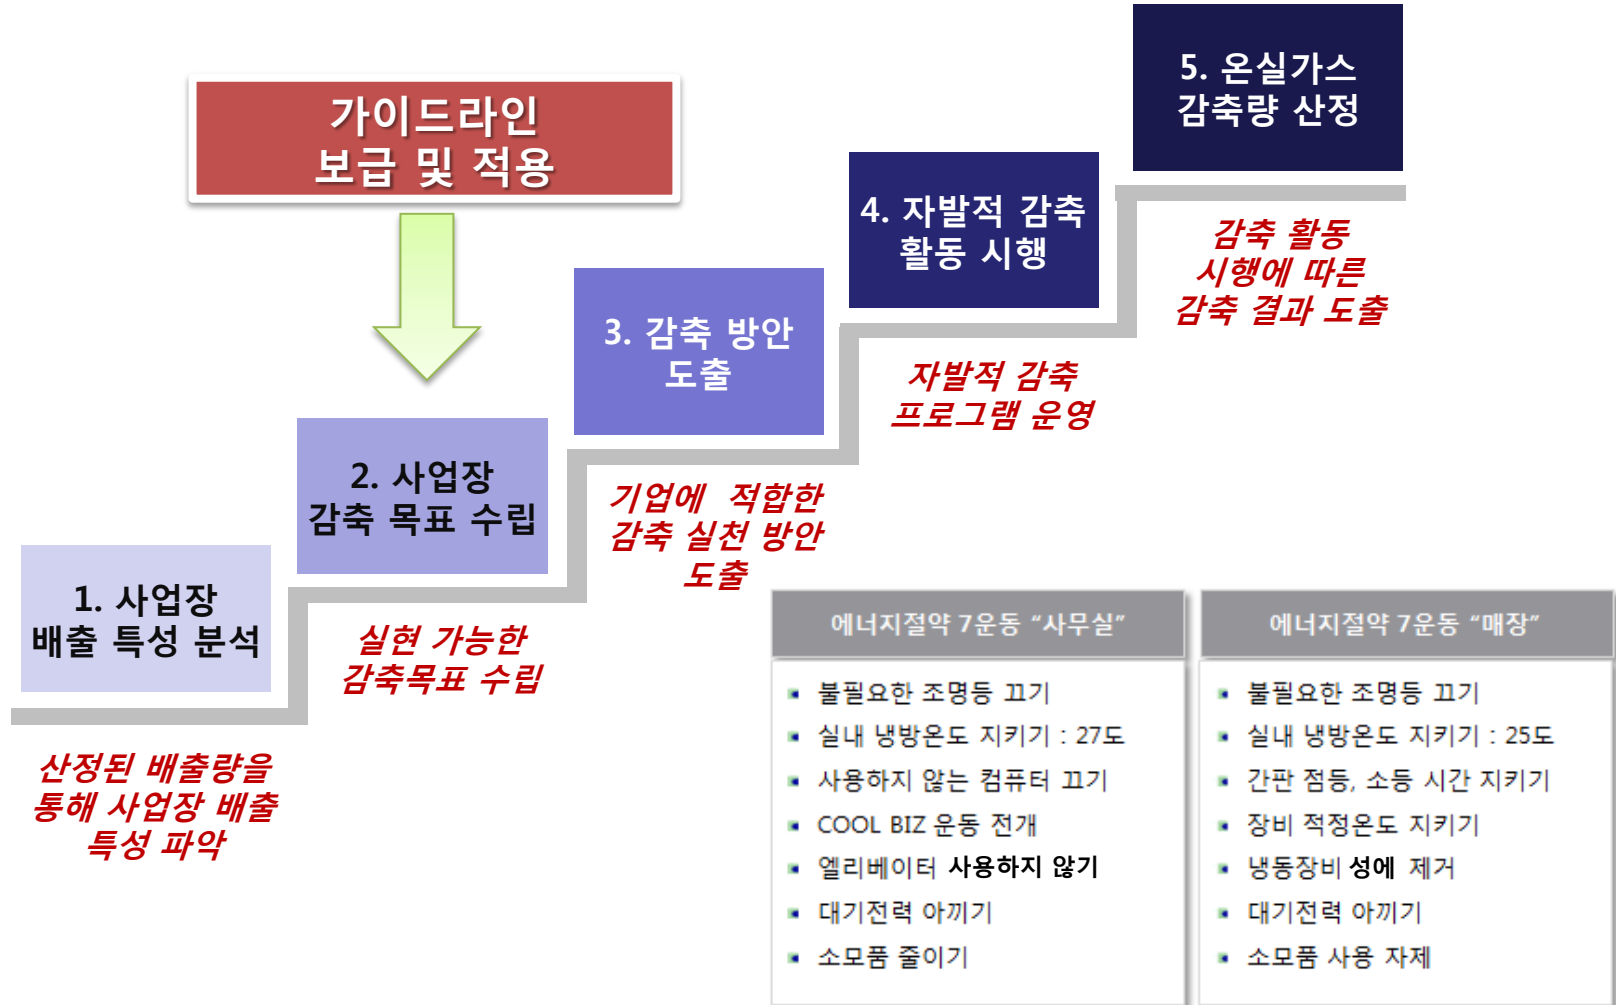 가이드라인
보급 및 적용
1. 사업장
배출 특성 분석
산정된 배출량을
통해 사업장 배출
특성 파악
2. 사업장
감축 목표 수립
실현 가능한
감축목표 수립
3. 감축 방안
도출
기업에 적합한
감축 실천 방안
도출
4. 자발적 감축
활동 시행
자발적 감축
프로그램 운영
5. 온실가스
감축량 산정
감축 활동
시행에 따른
감축 결과 도출
에너지절약 7운동 “사무실”
불필요한 조명등 끄기
실내 냉방온도 지키기 : 27도
사용하지 않는 컴퓨터 끄기
COOL BIZ 운동 전개
엘리베이터 사용하지 않기
대기전력 아끼기
소모품 줄이기
에너지절약 7운동 “매장”
불필요한 조명등 끄기
실내 냉방온도 지키기 : 25도
간판 점등, 소등 시간 지키기
장비 적정온도 지키기
냉동장비 성에 제거
대기전력 아끼기
소모품 사용 자제